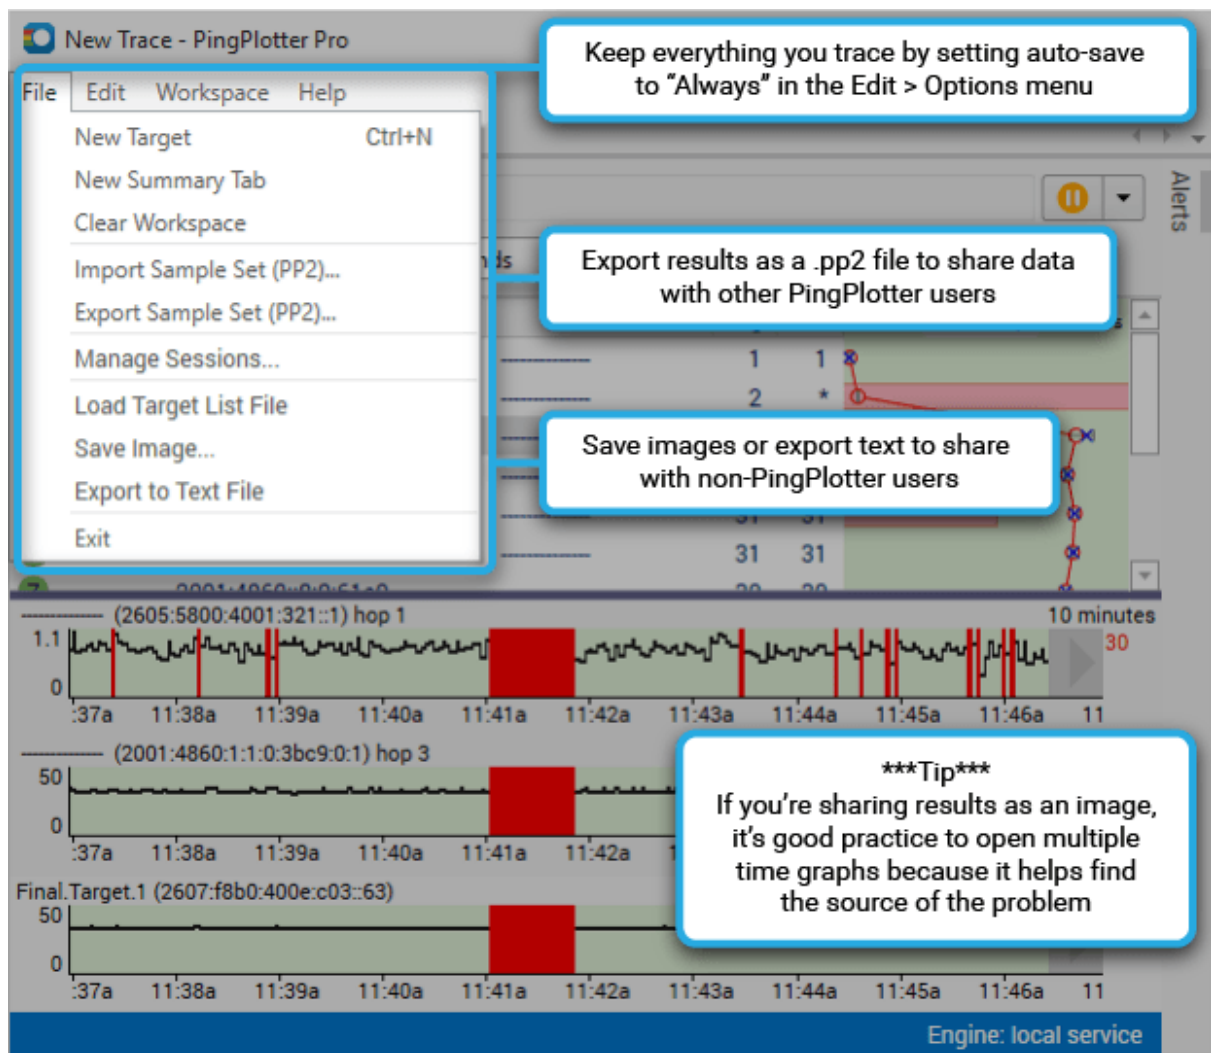 New Trace - PingPlotter Pro
Keep everything you trace by setting auto-save
to “Always” in the Edit > Options menu
File Edit Workspace Help
New Target Ctrl+N
New Summary Tab
Clear Workspace
Alerts
Import Sample Set (PP2)...
Export Sample Set (PP2)...
Export results as a .pp2 file to share data
with other PingPlotter users
Manage Sessions...
1 1
Load Target List File
2 *
Save Image...
Save images or export text to share
with non-PingPlotter users
Export to Text File
31 31
Exit
31 31
(2605:5800:4001:321::1) hop 1 10 minutes
1.1 30
0
:37a 11:38a 11:39a 11:40a 11:41a 11:42a 11:43a 11:44a 11:45a 11:46a 11
(2001:4860:1:1:0:3bc9:0:1) hop 3
50
0
:37a 11:38a 11:39a 11:40a 11:41a 11:42a
***Tip***
If you’re sharing results as an image,
it’s good practice to open multiple
time graphs because it helps find
the source of the problem
Final.Target.1 (2607:f8b0:400e:c03::63)
50
0
:37a 11:38a 11:39a 11:40a 11:41a 11:42a 11:43a 11:44a 11:45a 11:46a 11
Engine: local service